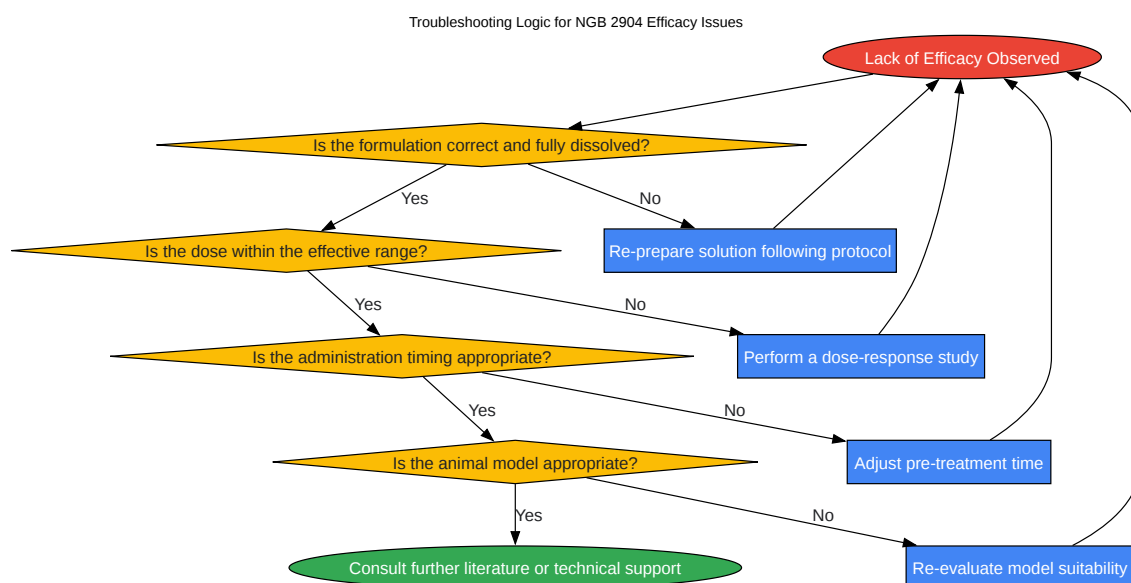 Troubleshooting Logic for NGB 2904 Efficacy Issues
Lack of Efficacy Observed
Is the formulation correct and fully dissolved?
Yes
No
Is the dose within the effective range?
Re-prepare solution following protocol
Yes
No
Is the administration timing appropriate?
Perform a dose-response study
Yes
No
Is the animal model appropriate?
Adjust pre-treatment time
Yes
No
Consult further literature or technical support
Re-evaluate model suitability